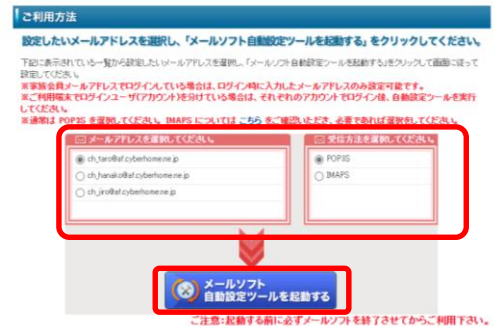 ご利用方法
設定したいメールアドレスを選択し、「メールソフト自動設定ツールを起動する」をクリックしてください。
下記に表示されている一覧から設定したいメールアドレスを選択し、「メールソフト自動設定ツールを起動する」をクリックして画面に従って
設定してください。
※家族会員メールアドレスでログインしている場合は、ログイン時に入力したメールアドレスのみ設定可能です。
※ご利用端末でログインユーザ(アカウント)を分けている場合は、それぞれのアカウントでログイン後、自動設定ツールを実行
してください。
※通常は POP3S を選択してください。IMAPS については こちら をご確認いただき、必要であれば選択をしてください。
メールアドレスを選択してください。
受信方法を選択してください。
ch_taro@af.cyberhome.ne.jp
POP3S
ch_hanako@af.cyberhome.ne.jp
IMAPS
ch_jiro@af.cyberhome.ne.jp
メールソフト
自動設定ツールを起動する
ご注意:起動する前に必ずメールソフトを終了させてからご利用下さい。